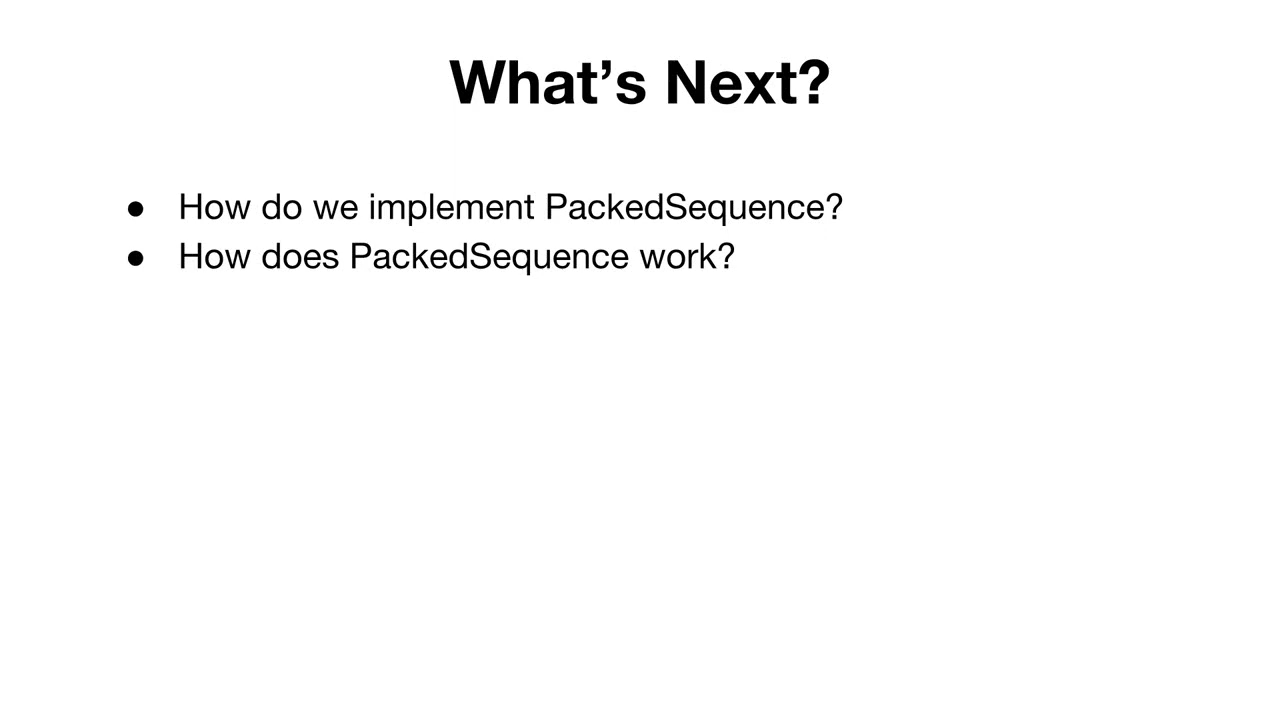 What’s Next?
● How do we implement PackedSequence?
● How does PackedSequence work?